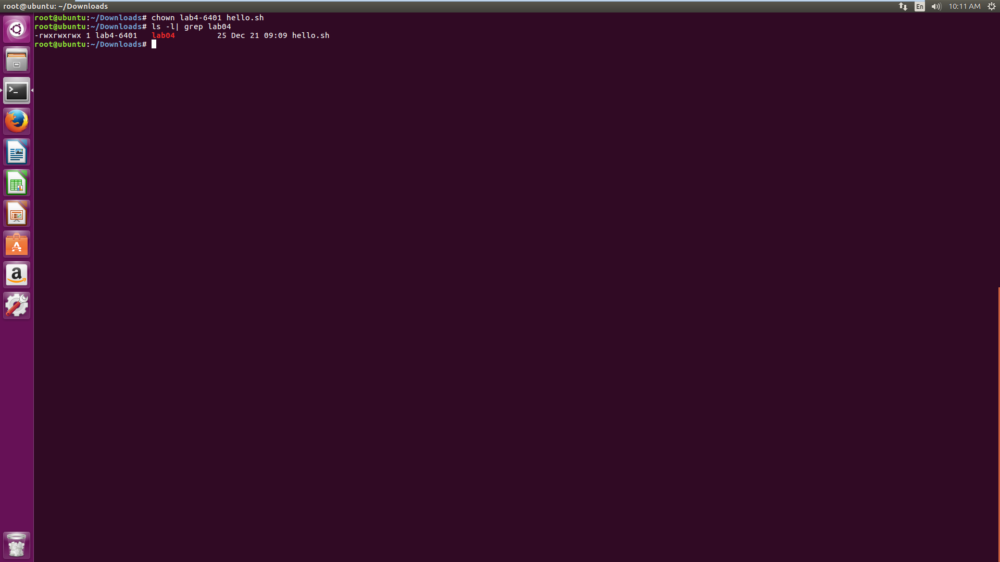 root@ubuntu: ~/Downloads
En
10:11 AM
root@ubuntu:~/Downloads# chown lab4-6401 hello.sh
root@ubuntu:~/Downloads# ls -l| grep lab04
-rwxrwxrwx 1 lab4-6401   lab04         25 Dec 21 09:09 hello.sh
root@ubuntu:~/Downloads#